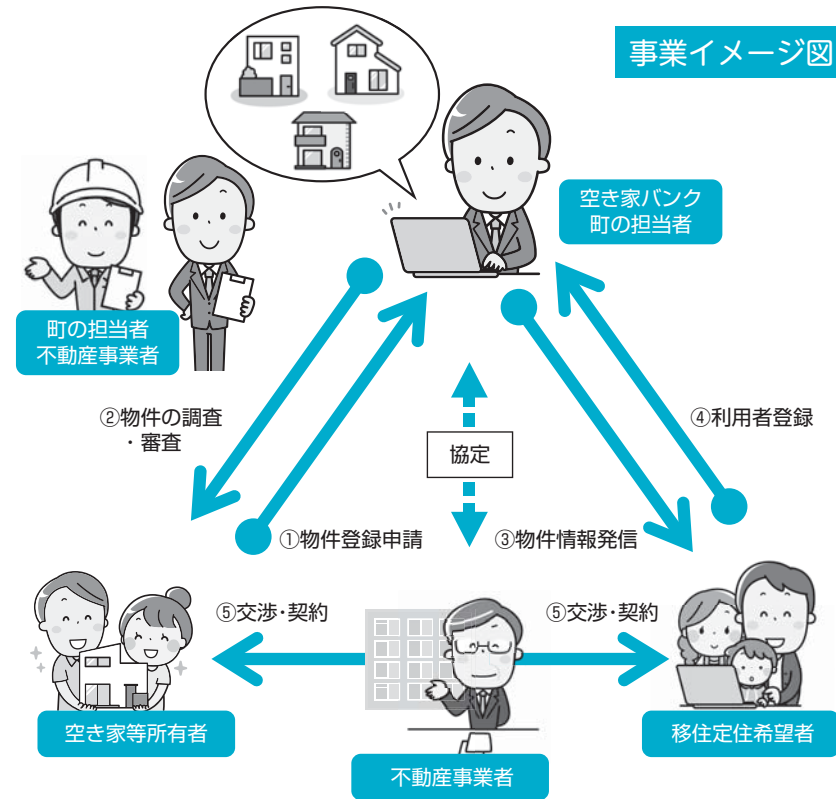 事業イメージ図
空き家バンク
町の担当者
町の担当者
不動産事業者
②物件の調査
・審査
④利用者登録
協定
①物件登録申請
③物件情報発信
⑤交渉・契約
⑤交渉・契約
空き家等所有者
移住定住希望者
不動産事業者